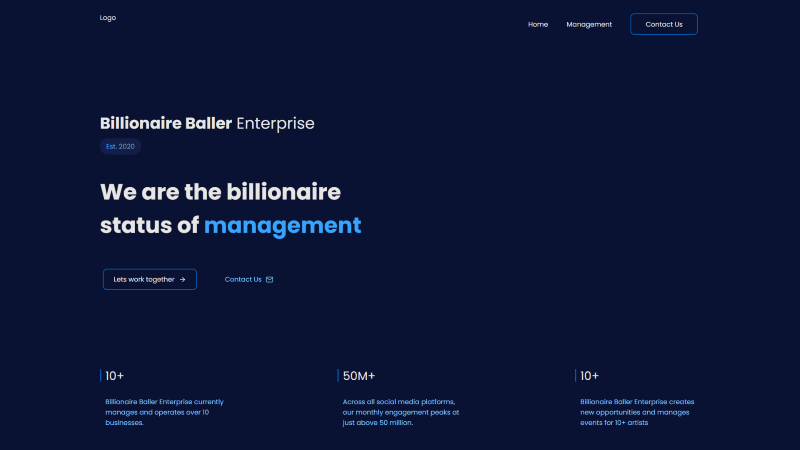 Logo
Home
Management
Contact Us
Billionaire Baller Enterprise
Est. 2020
We are the billionaire
status of management
Lets work together
Contact Us
10+
Billionaire Baller Enterprise currently
manages and operates over 10
businesses.
50M+
Across all social media platforms,
our monthly engagement peaks at
just above 50 million.
10+
Billionaire Baller Enterprise creates
new opportunities and manages
events for 10+ artists